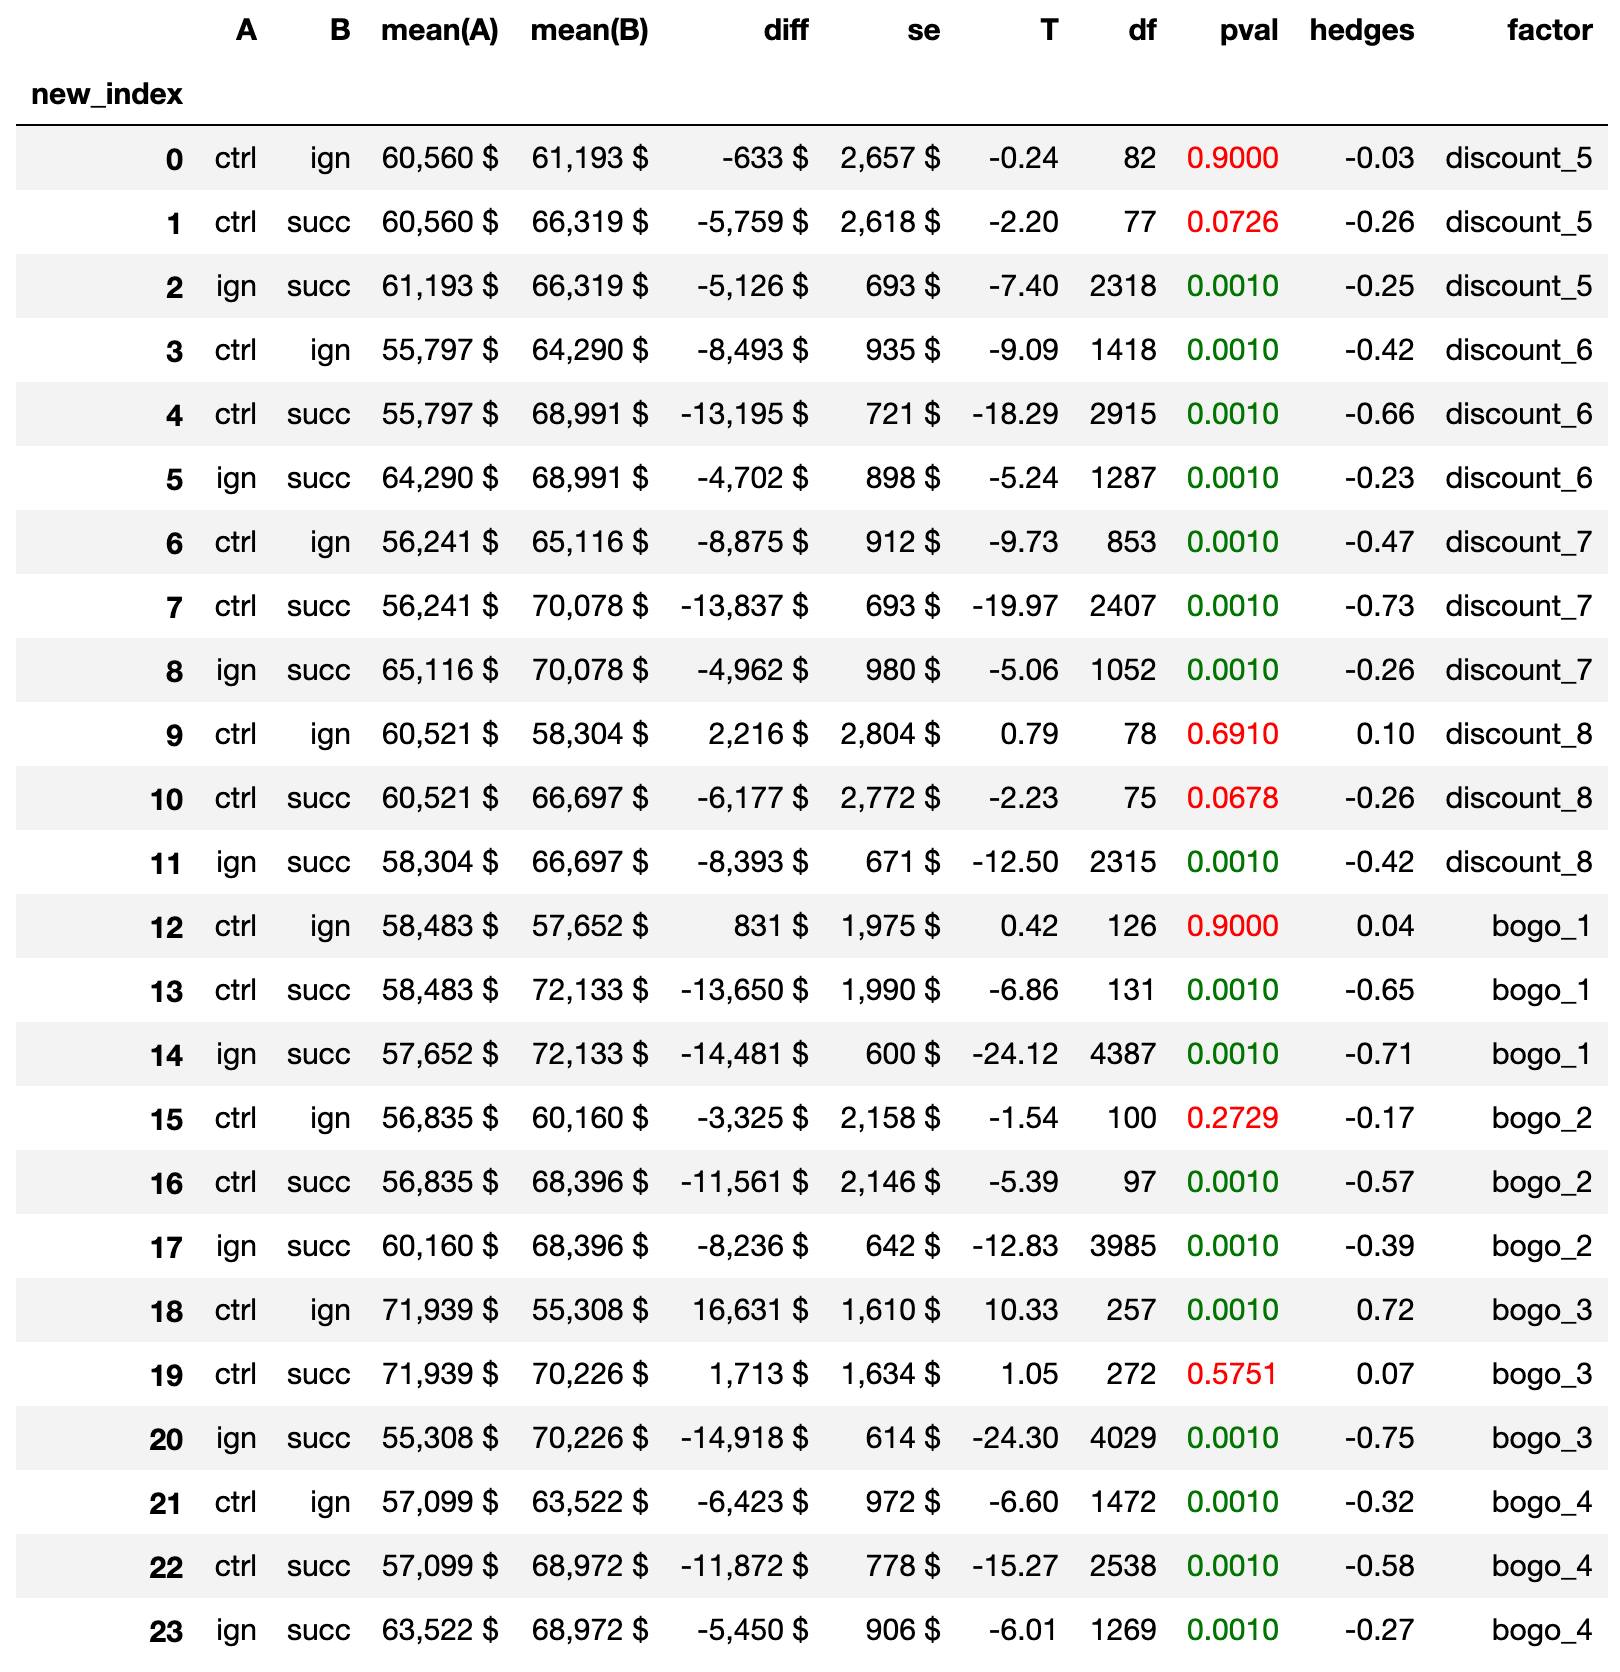 A B mean(A) mean(B) diff se T df pval hedges factor
new_index
0 ctrl ign 60,560 $ 61,193 $ -633 $ 2,657 $ -0.24 82 0.9000 -0.03 discount_5
1 ctrl succ 60,560 $ 66,319 $ -5,759 $ 2,618 $ -2.20 77 0.0726 -0.26 discount_5
2 ign succ 61,193 $ 66,319 $ -5,126 $ 693 $ -7.40 2318 0.0010 -0.25 discount_5
3 ctrl ign 55,797 $ 64,290 $ -8,493 $ 935 $ -9.09 1418 0.0010 -0.42 discount_6
4 ctrl succ 55,797 $ 68,991 $ -13,195 $ 721 $ -18.29 2915 0.0010 -0.66 discount_6
5 ign succ 64,290 $ 68,991 $ -4,702 $ 898 $ -5.24 1287 0.0010 -0.23 discount_6
6 ctrl ign 56,241 $ 65,116 $ -8,875 $ 912 $ -9.73 853 0.0010 -0.47 discount_7
7 ctrl succ 56,241 $ 70,078 $ -13,837 $ 693 $ -19.97 2407 0.0010 -0.73 discount_7
8 ign succ 65,116 $ 70,078 $ -4,962 $ 980 $ -5.06 1052 0.0010 -0.26 discount_7
9 ctrl ign 60,521 $ 58,304 $ 2,216 $ 2,804 $ 0.79 78 0.6910 0.10 discount_8
10 ctrl succ 60,521 $ 66,697 $ -6,177 $ 2,772 $ -2.23 75 0.0678 -0.26 discount_8
11 ign succ 58,304 $ 66,697 $ -8,393 $ 671 $ -12.50 2315 0.0010 -0.42 discount_8
12 ctrl ign 58,483 $ 57,652 $ 831 $ 1,975 $ 0.42 126 0.9000 0.04 bogo_1
13 ctrl succ 58,483 $ 72,133 $ -13,650 $ 1,990 $ -6.86 131 0.0010 -0.65 bogo_1
14 ign succ 57,652 $ 72,133 $ -14,481 $ 600 $ -24.12 4387 0.0010 -0.71 bogo_1
15 ctrl ign 56,835 $ 60,160 $ -3,325 $ 2,158 $ -1.54 100 0.2729 -0.17 bogo_2
16 ctrl succ 56,835 $ 68,396 $ -11,561 $ 2,146 $ -5.39 97 0.0010 -0.57 bogo_2
17 ign succ 60,160 $ 68,396 $ -8,236 $ 642 $ -12.83 3985 0.0010 -0.39 bogo_2
18 ctrl ign 71,939 $ 55,308 $ 16,631 $ 1,610 $ 10.33 257 0.0010 0.72 bogo_3
19 ctrl succ 71,939 $ 70,226 $ 1,713 $ 1,634 $ 1.05 272 0.5751 0.07 bogo_3
20 ign succ 55,308 $ 70,226 $ -14,918 $ 614 $ -24.30 4029 0.0010 -0.75 bogo_3
21 ctrl ign 57,099 $ 63,522 $ -6,423 $ 972 $ -6.60 1472 0.0010 -0.32 bogo_4
22 ctrl succ 57,099 $ 68,972 $ -11,872 $ 778 $ -15.27 2538 0.0010 -0.58 bogo_4
23 ign succ 63,522 $ 68,972 $ -5,450 $ 906 $ -6.01 1269 0.0010 -0.27 bogo_4